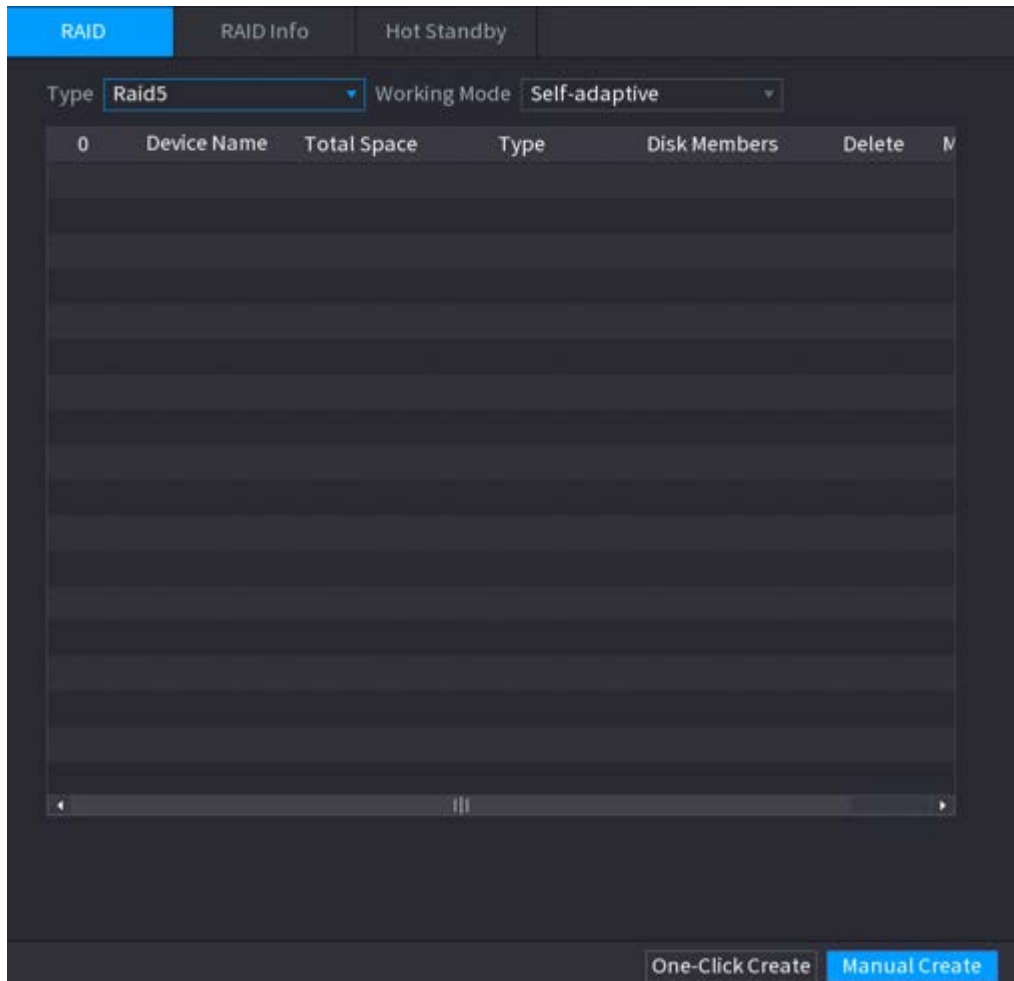 RAID RAID Info Hot Standby
Type Raid5 Working Mode Self-adaptive
0 Device Name Total Space Type Disk Members Delete M
One-Click Create Manual Create